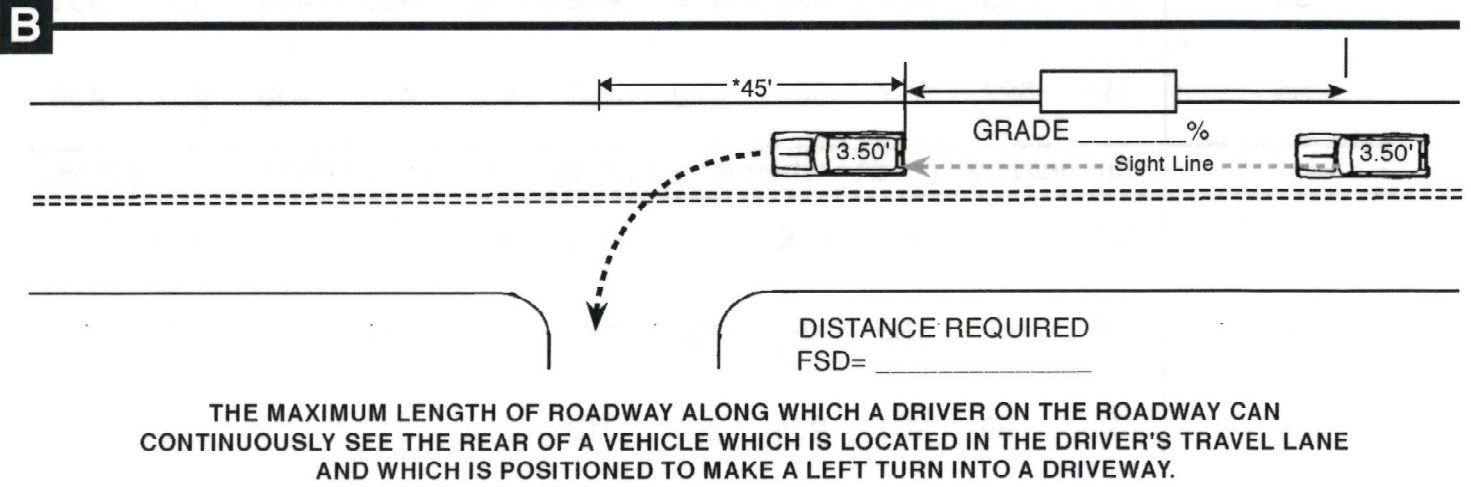 B
*45'
GRADE ________%
3.50'
Sight Line
3.50'
DISTANCE REQUIRED
FSD= ______________
THE MAXIMUM LENGTH OF ROADWAY ALONG WHICH A DRIVER ON THE ROADWAY CAN
CONTINUOUSLY SEE THE REAR OF A VEHICLE WHICH IS LOCATED IN THE DRIVER'S TRAVEL LANE
AND WHICH IS POSITIONED TO MAKE A LEFT TURN INTO A DRIVEWAY.